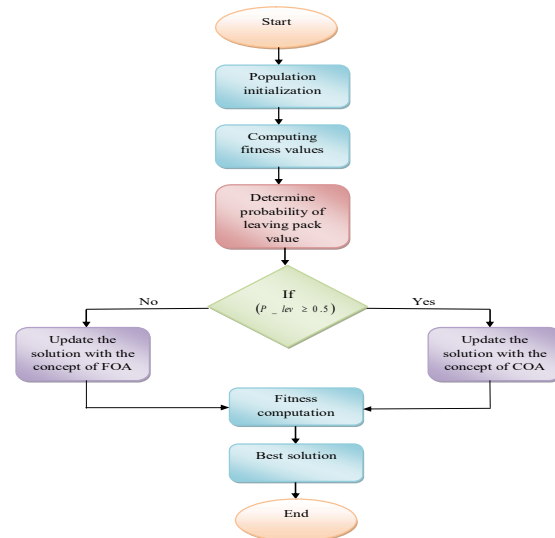 Start
Population
initialization
Computing
fitness values
Determine
probability of
leaving pack
value
If
(P _ lev ≥ 0.5)
No
Yes
Update the
solution with the
concept of FOA
Update the
solution with the
concept of COA
Fitness
computation
Best solution
End